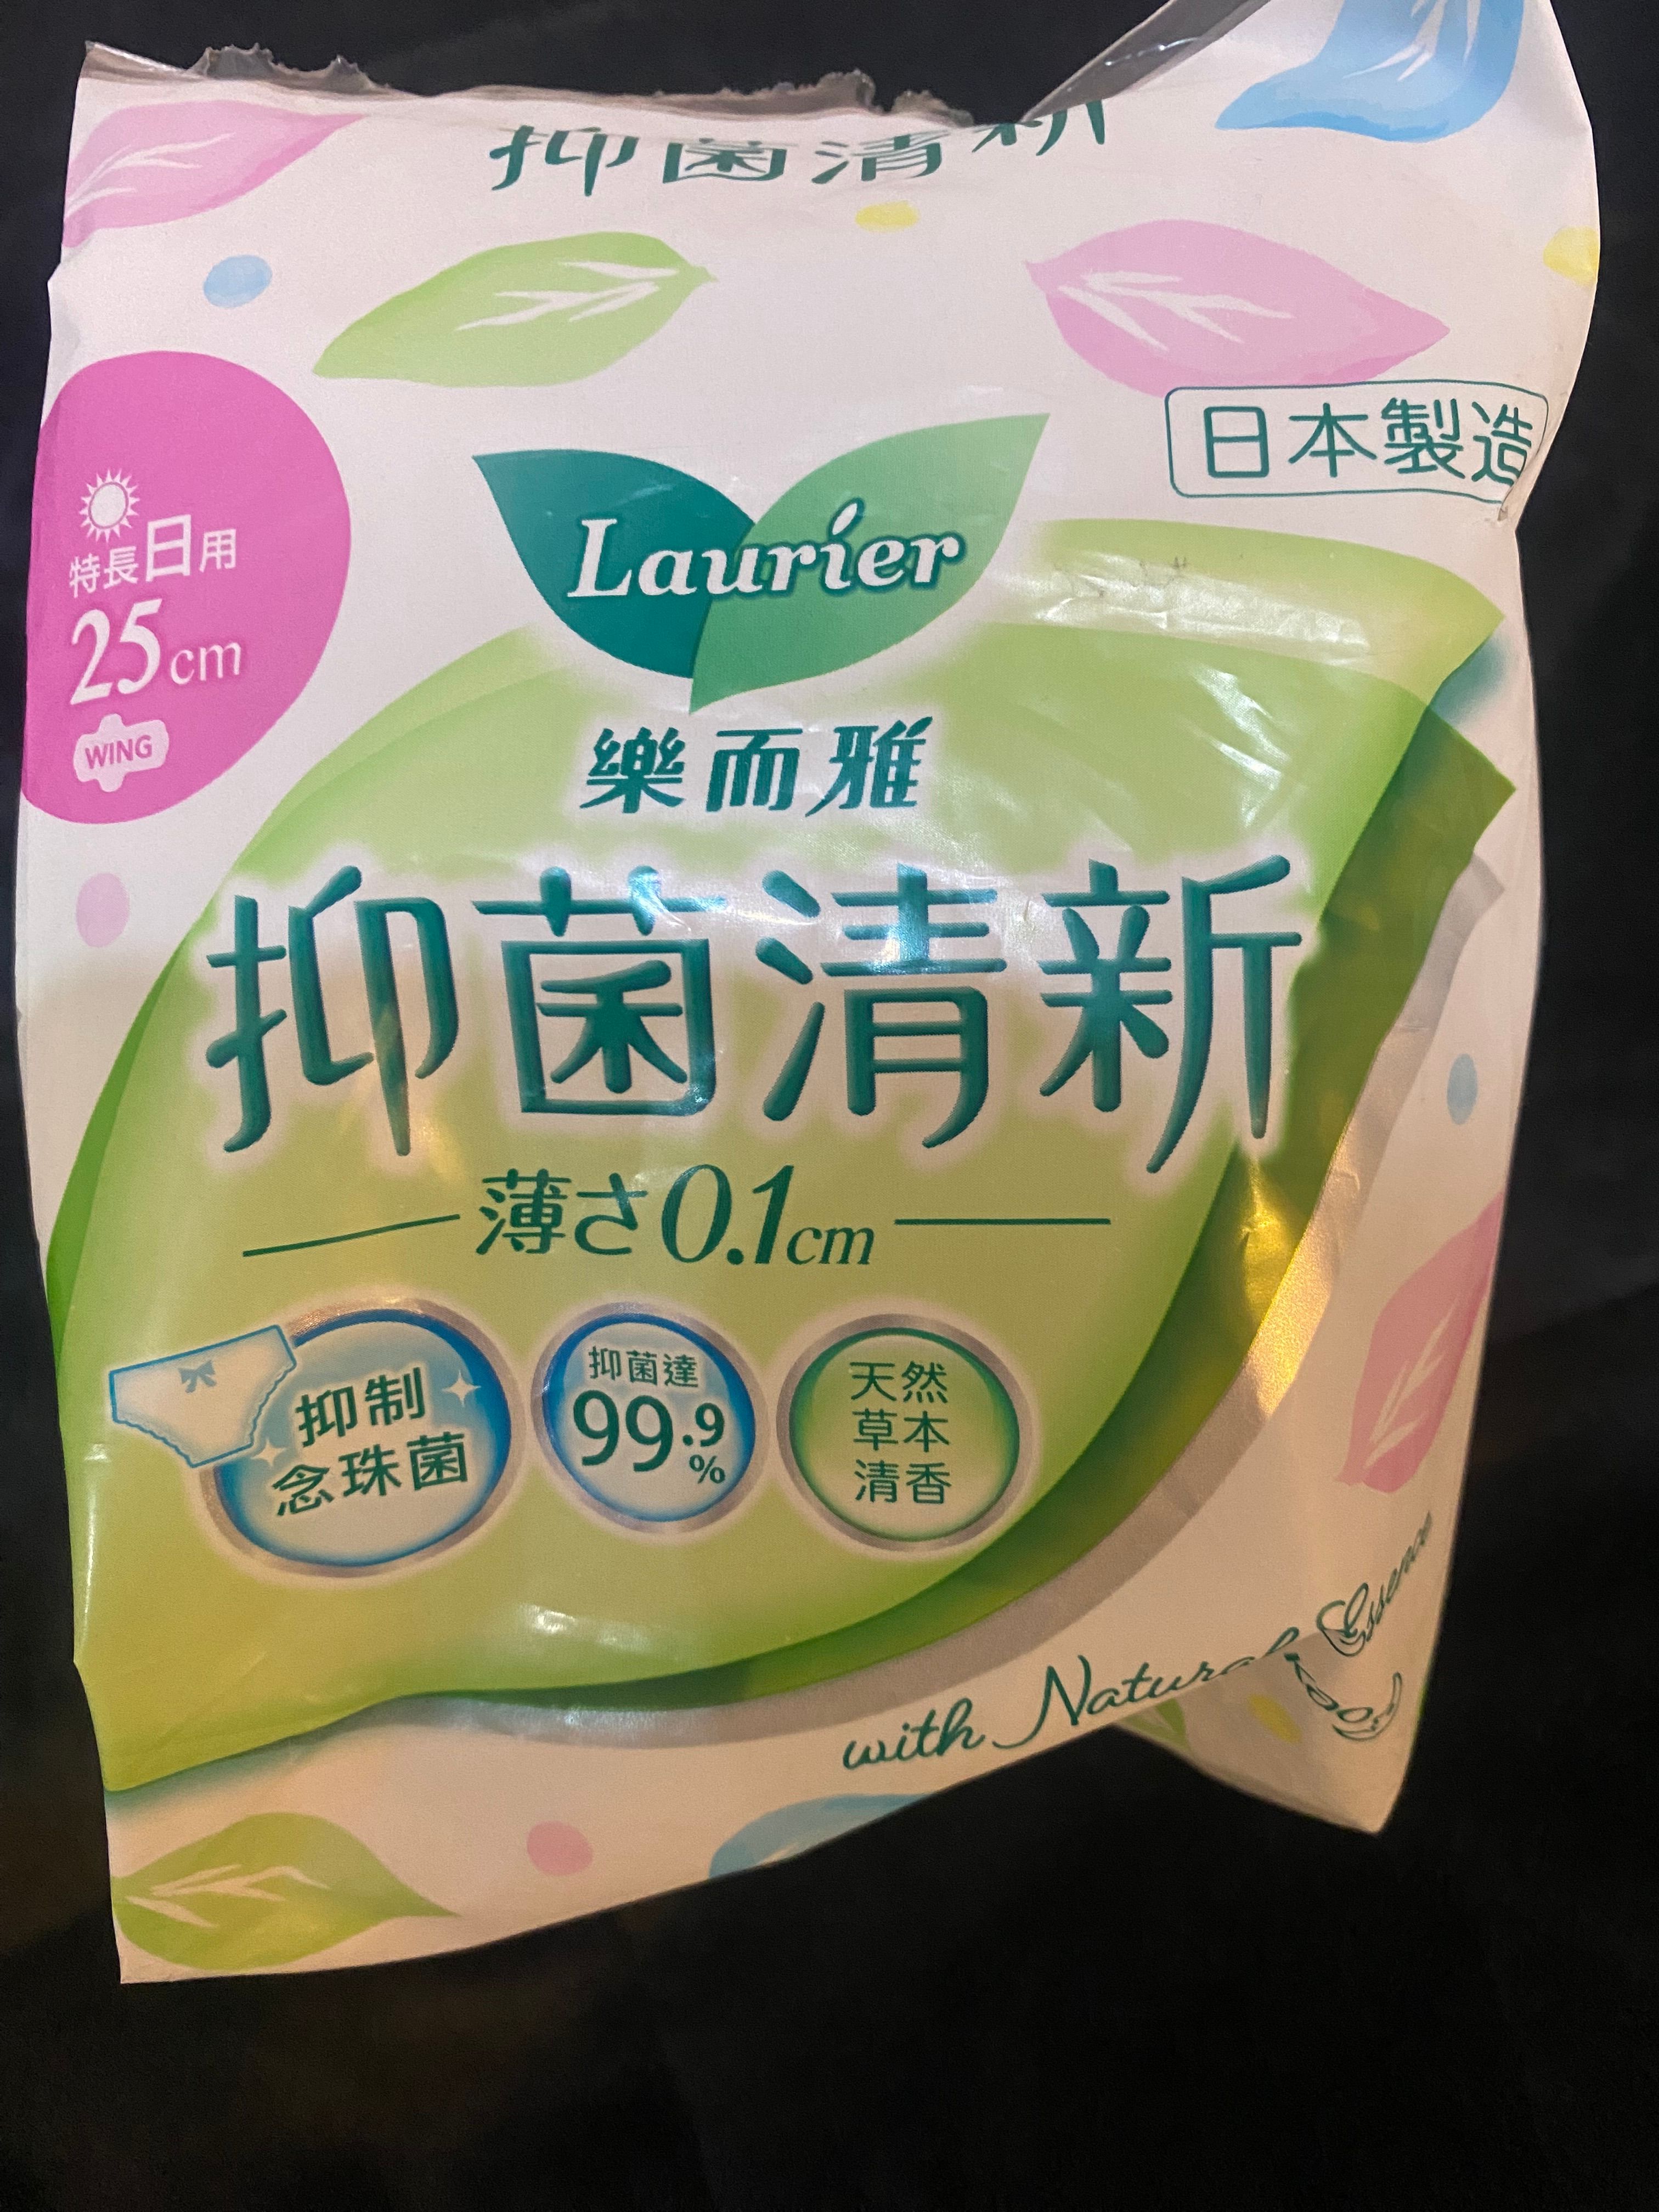 抑菌清新
日本製造
Laurier
特長日用
25cm
WING
樂而雅
抑菌清新
薄さ0.1cm
抑制
念珠菌
抑菌達
99.9
%
天然
草本
清香
with Natural Essence